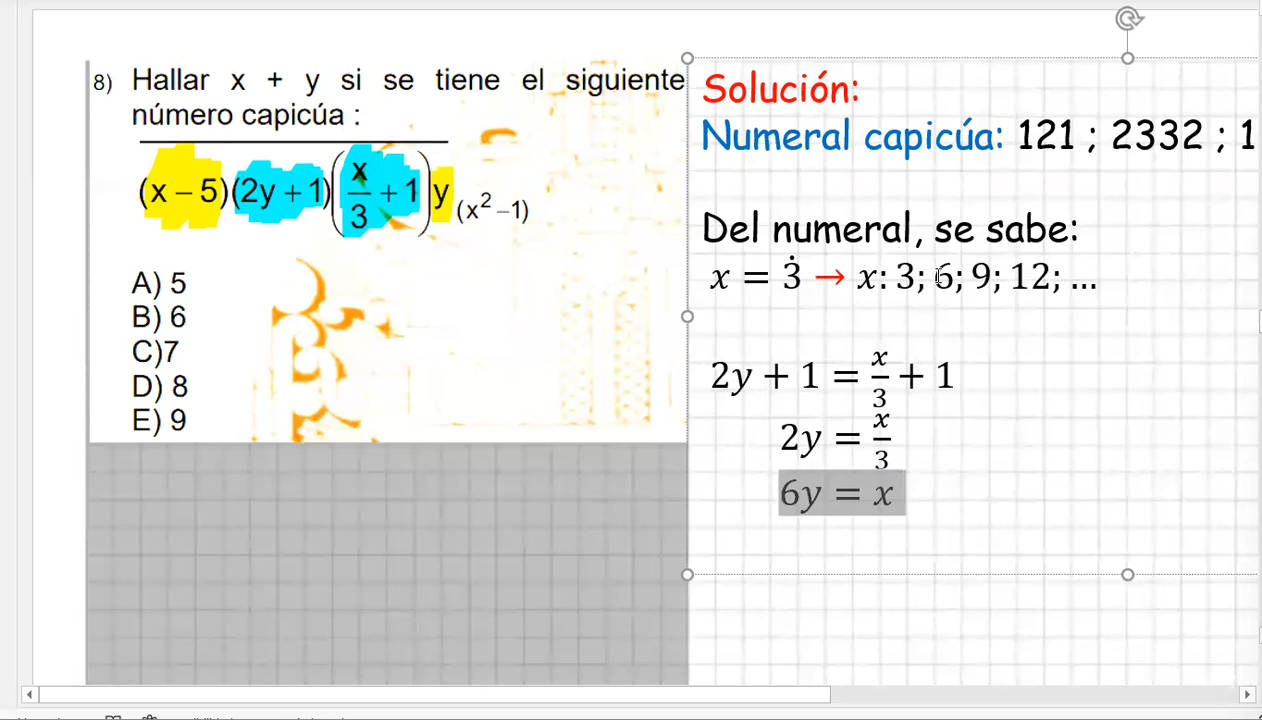 8) Hallar x + y si se tiene el siguiente
número capicúa :
(x − 5)(2y + 1)(x/3 + 1)y (x² −1)
A) 5
B) 6
C)7
D) 8
E) 9
Solución:
Numeral capicúa: 121 ; 2332 ; 1
Del numeral, se sabe:
x = 3̇ → x: 3; 6; 9; 12; ...
2y + 1 = x/3 + 1
2y = x/3
6y = x